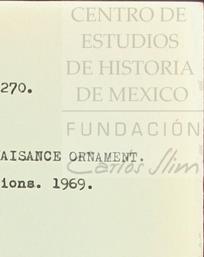 CENTRO DE
ESTUDIOS
DE HISTORIA
DE MEXICO
270.
FUNDACIÓN
Carlos Slim
AISANCE ORNAMENT.
ions. 1969.